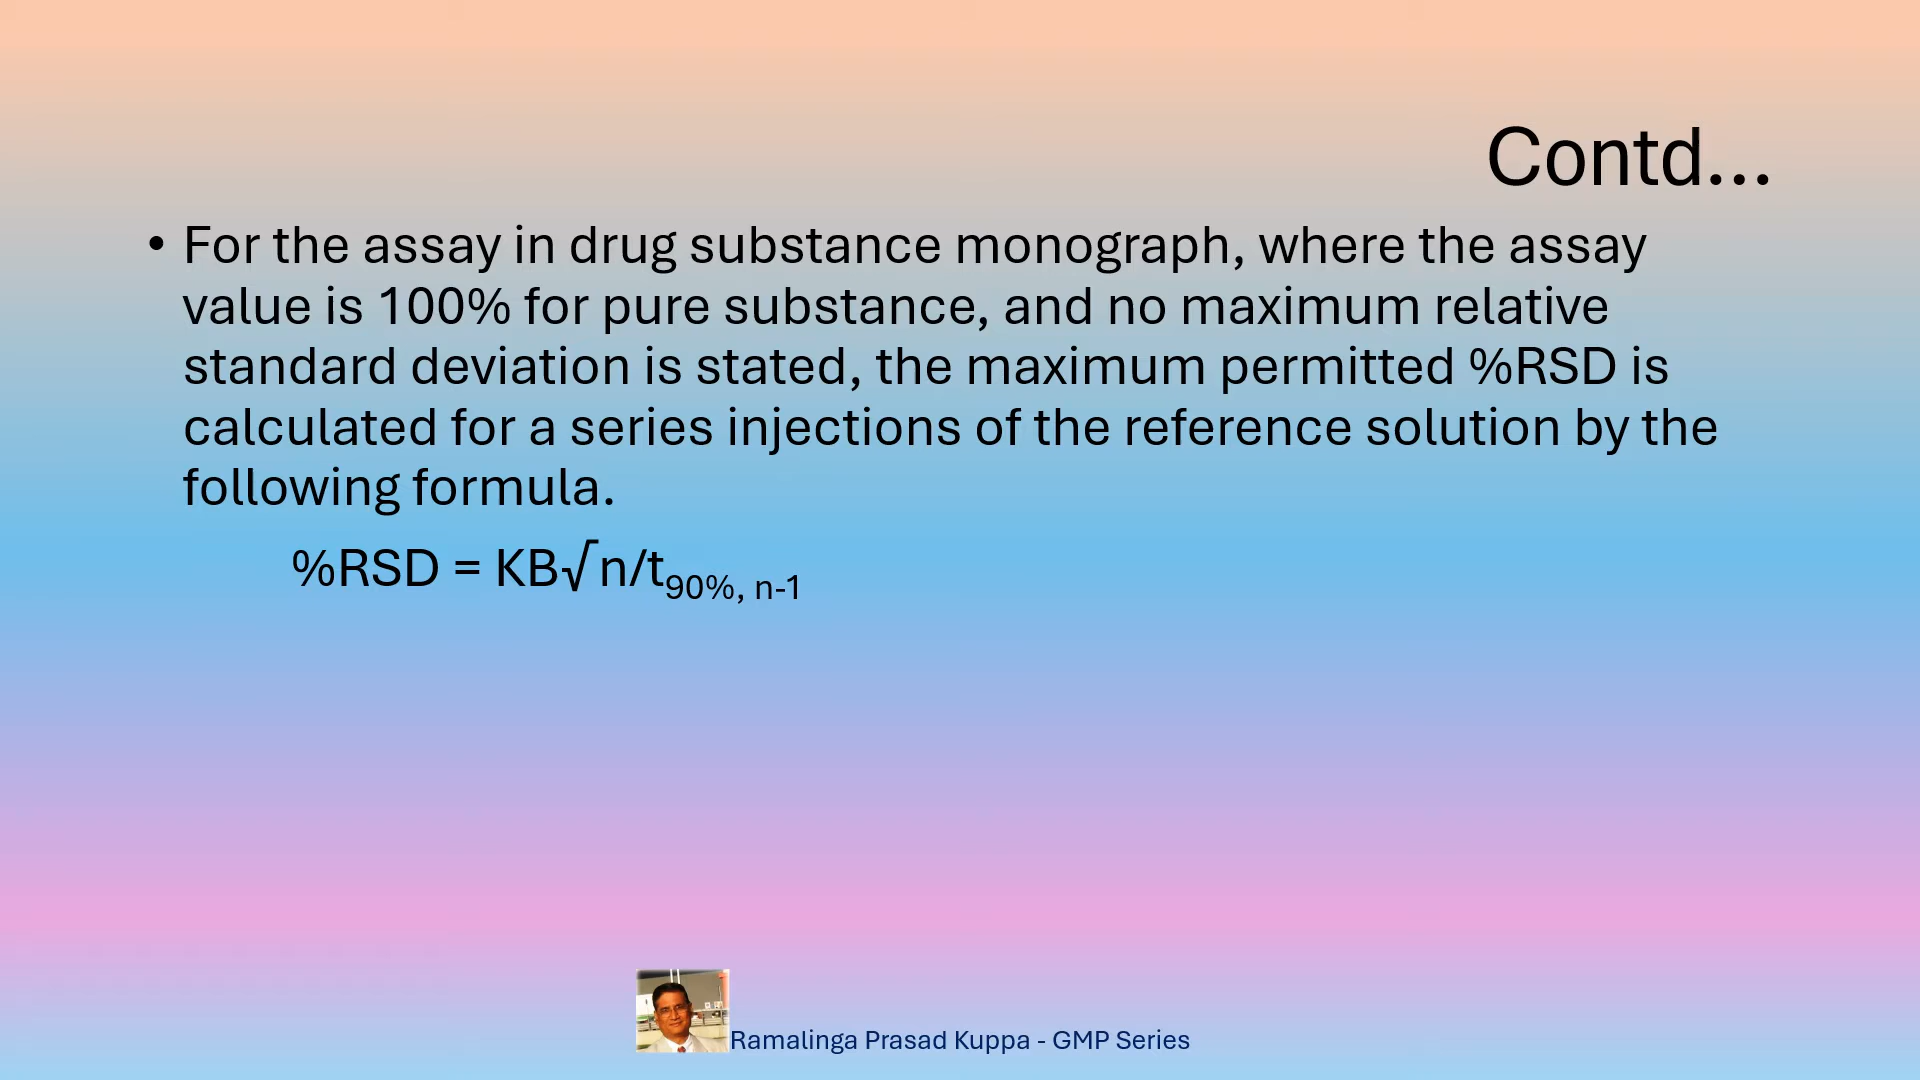 Contd...
• For the assay in drug substance monograph, where the assay
value is 100% for pure substance, and no maximum relative
standard deviation is stated, the maximum permitted %RSD is
calculated for a series injections of the reference solution by the
following formula.
%RSD = KB√n/t90%, n-1
Ramalinga Prasad Kuppa - GMP Series